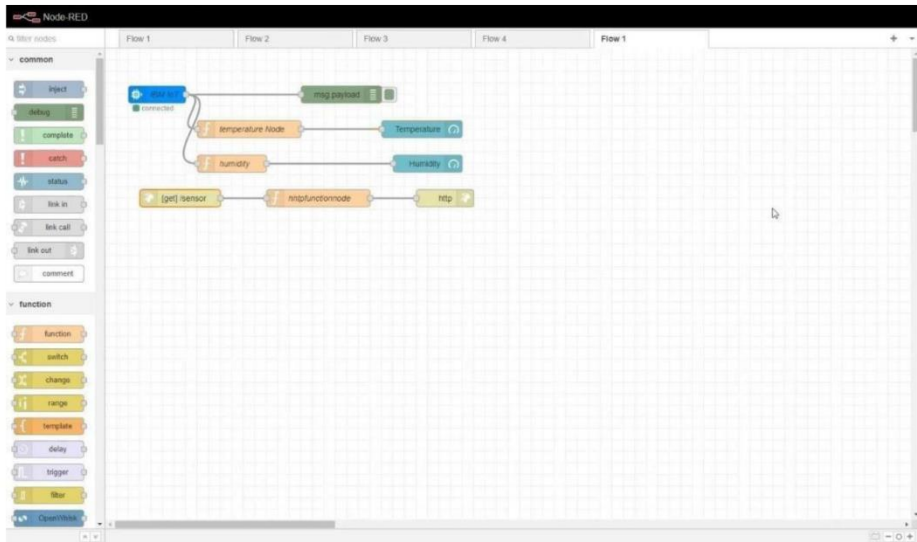 Node-RED
filter nodes
Flow 1
Flow 2
Flow 3
Flow 4
Flow 1
common
inject
debug
complete
catch
status
link in
link call
link out
comment
function
function
switch
change
range
template
delay
trigger
filter
connected
msg.payload
temperature Node
Temperature
humidity
Humidity
[get] /sensor
hhtpfunctionnode
http